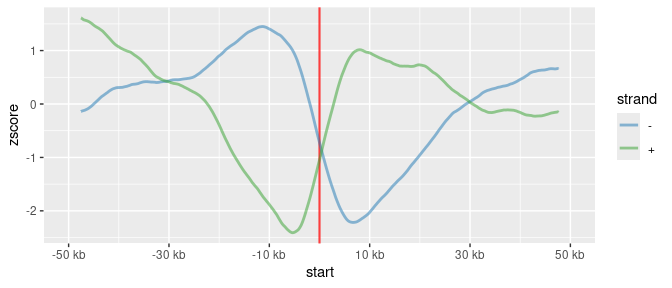 zscore
1
0
-1
-2
-50 kb
-30 kb
-10 kb
10 kb
30 kb
50 kb
start
strand
-
+